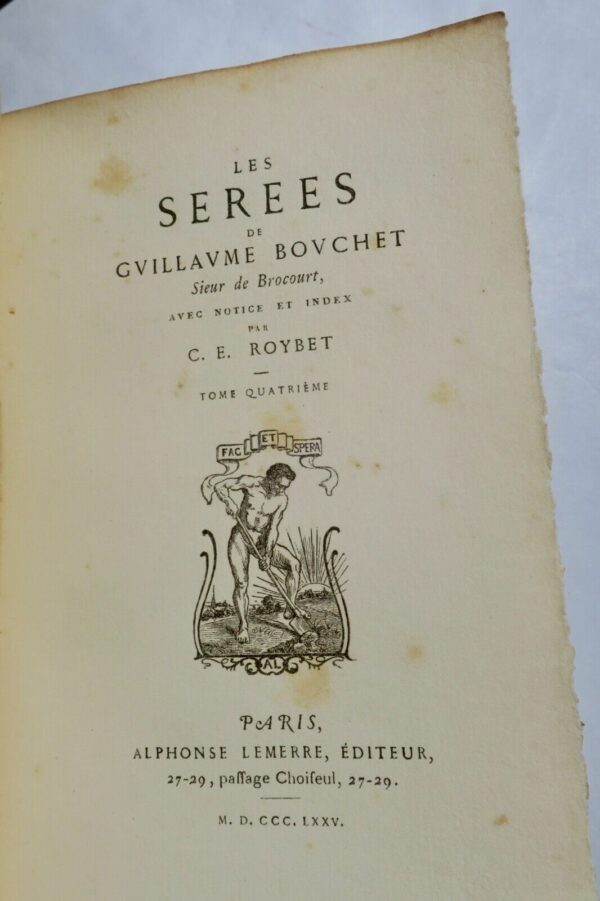 LES
SEREES
DE
GVILLAVME BOVCHET
Sieur de Brocourt,
AVEC NOTICE ET INDEX
PAR
C. E. ROYBET
TOME QUATRIÈME
FAC ET SPERA
AL
PARIS,
ALPHONSE LEMERRE, ÉDITEUR,
27-29, paſſage Choiſeul, 27-29.
M. D. CCC. LXXV.